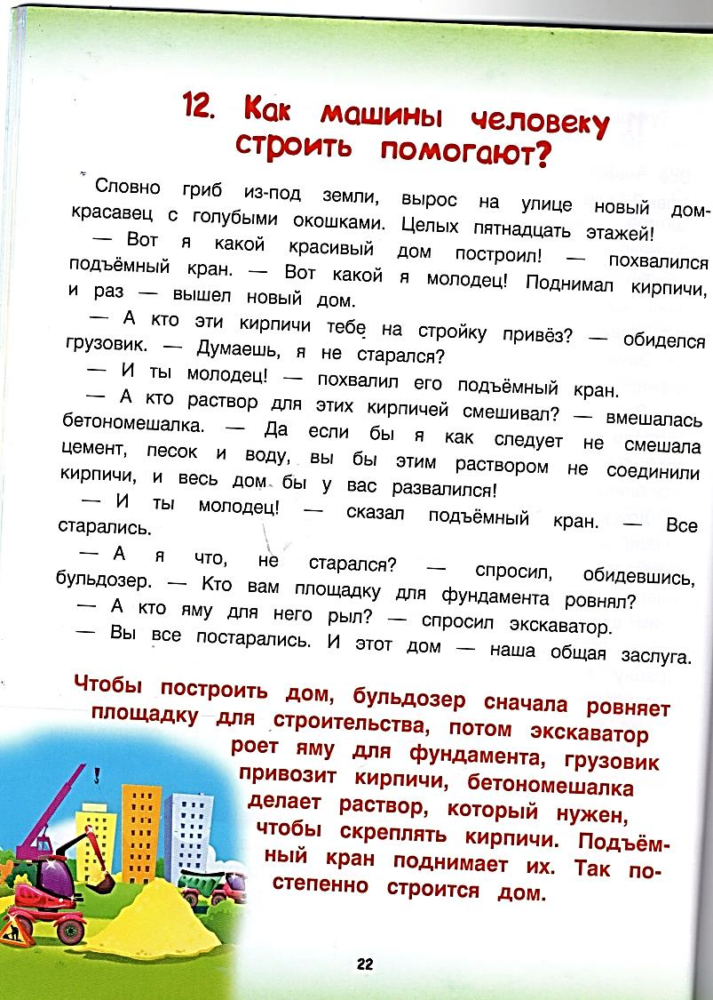 12. Как машины человеку
строить помогают?
Словно гриб из-под земли, вырос на улице новый дом-
красавец с голубыми окошками. Целых пятнадцать этажей!
— Вот я какой красивый дом построил! — похвалился
подъёмный кран. — Вот какой я молодец! Поднимал кирпичи,
и раз — вышел новый дом.
— А кто эти кирпичи тебе на стройку привёз? — обиделся
грузовик. — Думаешь, я не старался?
— И ты молодец! — похвалил его подъёмный кран.
— А кто раствор для этих кирпичей смешивал? — вмешалась
бетономешалка. — Да если бы я как следует не смешала
цемент, песок и воду, вы бы этим раствором не соединили
кирпичи, и весь дом бы у вас развалился!
— И ты молодец! — сказал подъёмный кран. — Все
старались.
— А я что, не старался? — спросил, обидевшись,
бульдозер. — Кто вам площадку для фундамента ровнял?
— А кто яму для него рыл? — спросил экскаватор.
— Вы все постарались. И этот дом — наша общая заслуга.
Чтобы построить дом, бульдозер сначала ровняет
площадку для строительства, потом экскаватор
роет яму для фундамента, грузовик
привозит кирпичи, бетономешалка
делает раствор, который нужен,
чтобы скреплять кирпичи. Подъём-
ный кран поднимает их. Так по-
степенно строится дом.
22